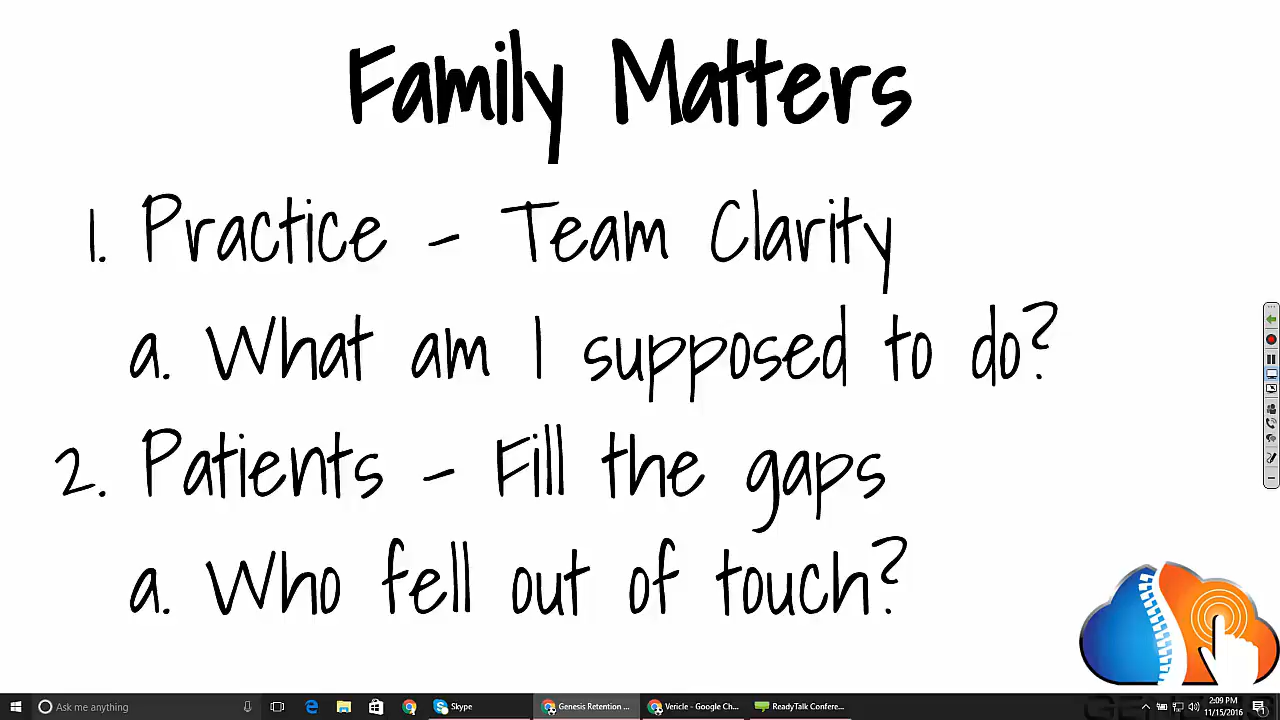 Family Matters
1. Practice - Team Clarity
a. What am I supposed to do?
2. Patients - Fill the gaps
a. Who fell out of touch?
Ask me anything
Skype
Genesis Retention ...
Vericle - Google Ch...
ReadyTalk Confere...
2:09 PM
11/15/2016